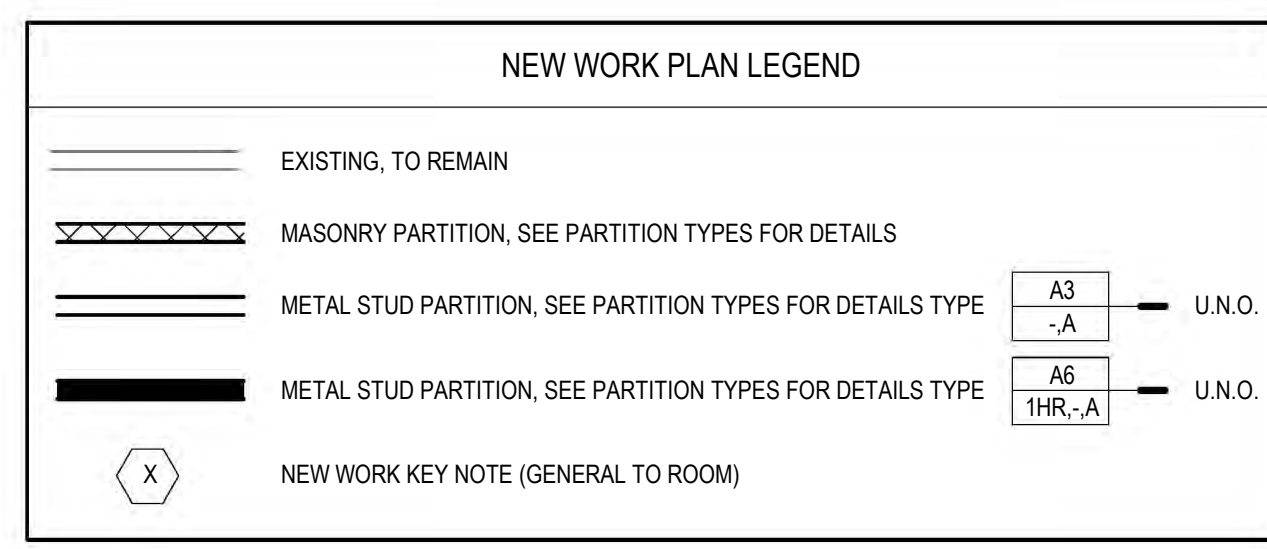 NEW WORK PLAN LEGEND
EXISTING, TO REMAIN
MASONRY PARTITION, SEE PARTITION TYPES FOR DETAILS
METAL STUD PARTITION, SEE PARTITION TYPES FOR DETAILS TYPE
A3
-,A
U.N.O.
METAL STUD PARTITION, SEE PARTITION TYPES FOR DETAILS TYPE
A6
1HR,-,A
U.N.O.
X
NEW WORK KEY NOTE (GENERAL TO ROOM)